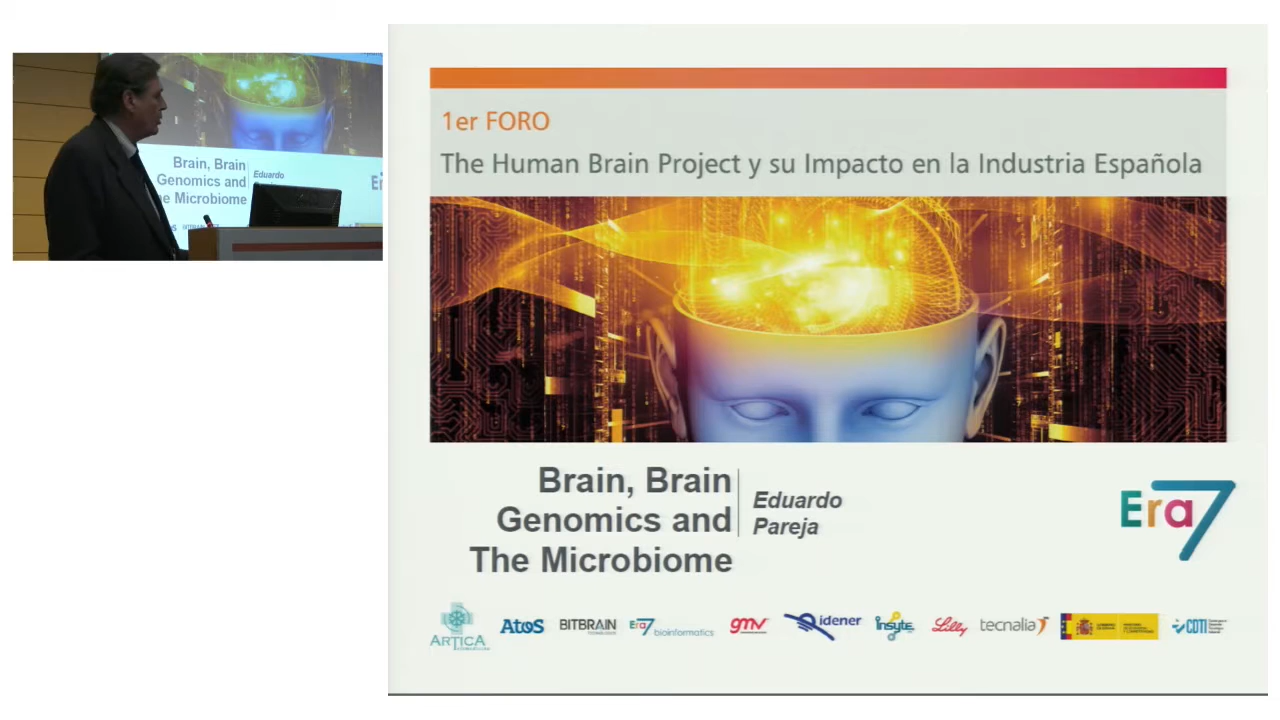 Brain, Brain
Genomics and
e Microbiome
Eduardo
1er FORO
The Human Brain Project y su Impacto en la Industria Española
Brain, Brain
Genomics and
The Microbiome
Eduardo
Pareja
Era7
ARTICA
Atos
BITBRAIN
Era7 bioinformatics
gmv
idener
insyte
Lilly
tecnalia
CDTI